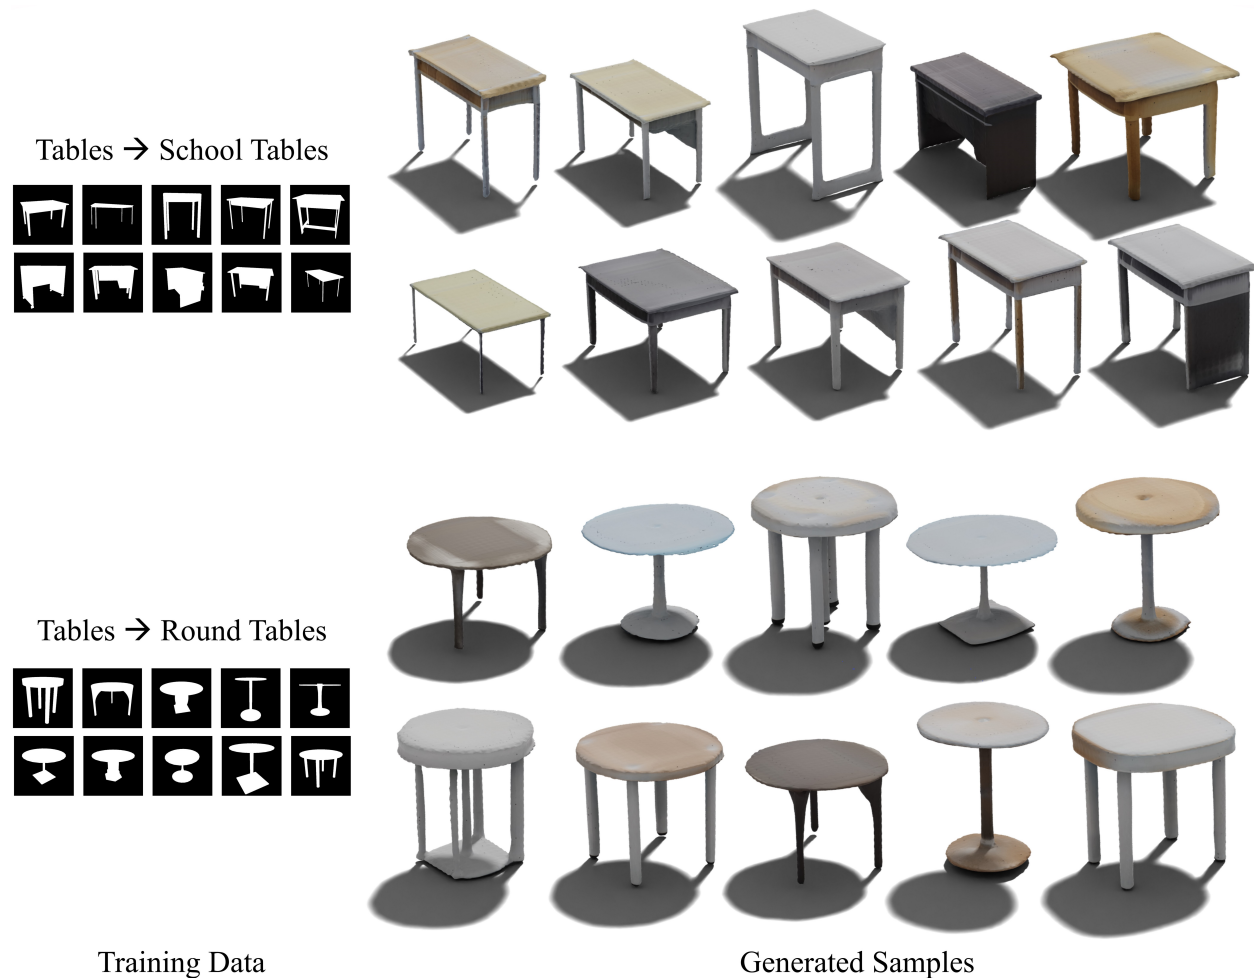 Tables → School Tables
Tables → Round Tables
Training Data
Generated Samples